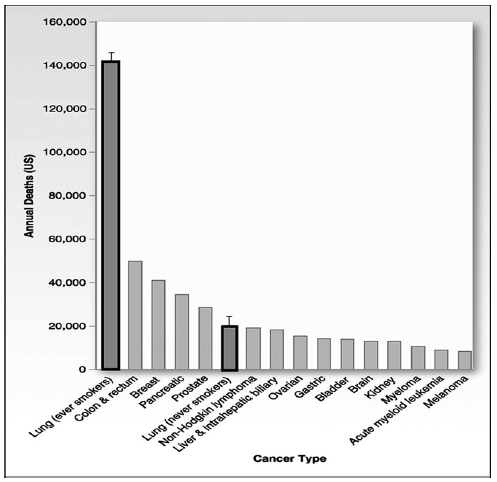 160,000
140,000
120,000
100,000
80,000
60,000
40,000
20,000
0
Annual Deaths (US)
Lung (ever smokers)
Colon & rectum
Breast
Pancreatic
Prostate
Lung (never smokers)
Non-Hodgkin lymphoma
Liver & intrahepatic biliary
Ovarian
Gastric
Bladder
Brain
Kidney
Myeloma
Acute myeloid leukemia
Melanoma
Cancer Type